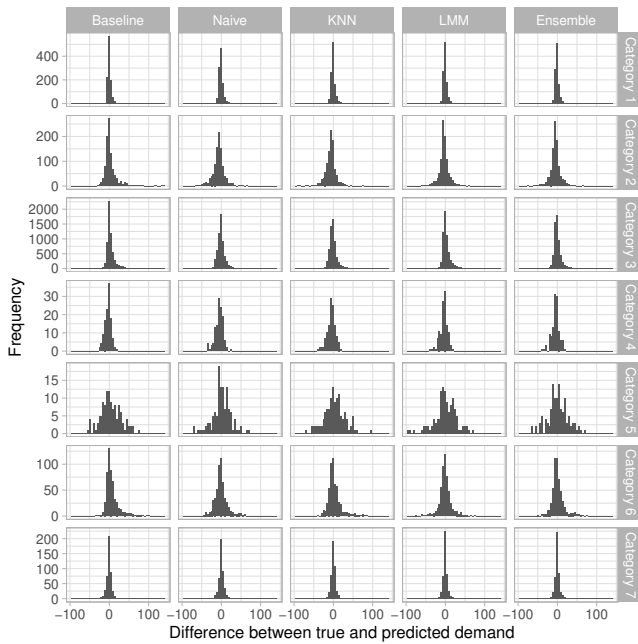 Baseline Naive KNN LMM Ensemble
400
200
0
Category 1
200
100
0
Category 2
2000
1500
1000
500
0
Category 3
30
20
10
0
Category 4
15
10
5
0
Category 5
100
50
0
Category 6
200
150
100
50
0
Category 7
−100 0 100 −100 0 100 −100 0 100 −100 0 100 −100 0 100
Difference between true and predicted demand
Frequency